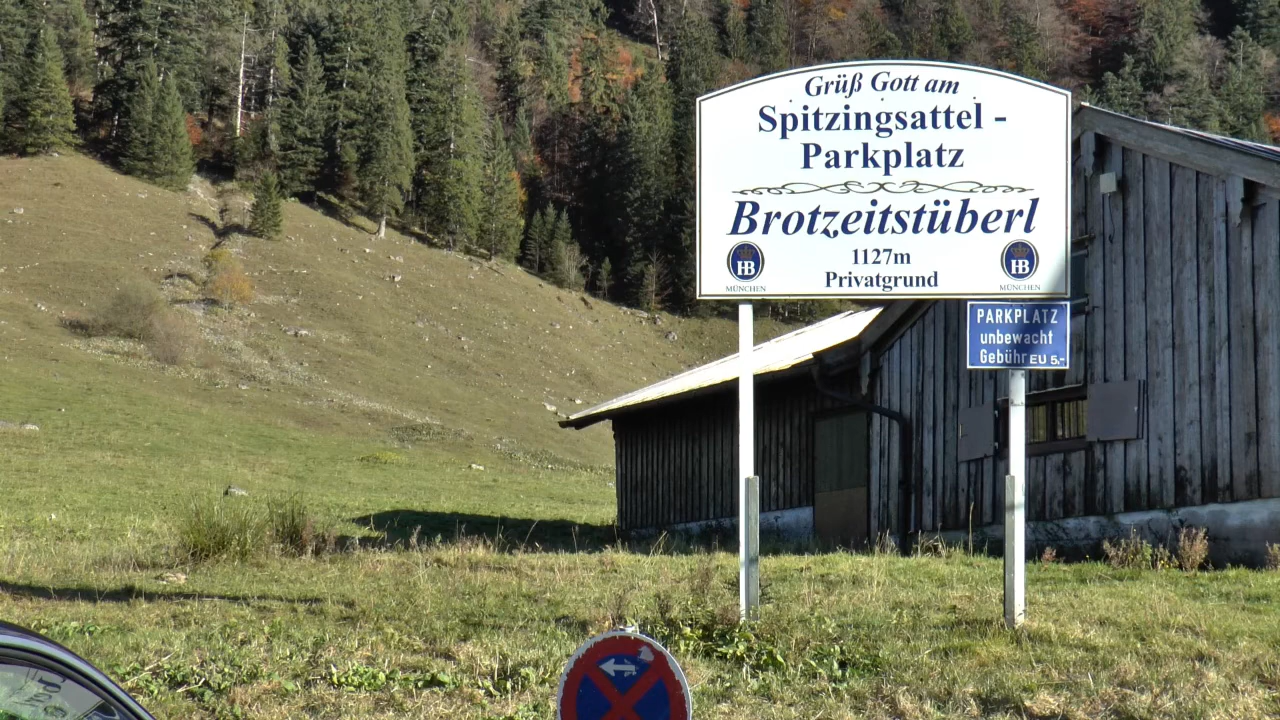 Grüß Gott am
Spitzingsattel -
Parkplatz
Brotzeitstüberl
1127m
Privatgrund
HB
MÜNCHEN
HB
MÜNCHEN
PARKPLATZ
unbewacht
Gebühr EU 5.-